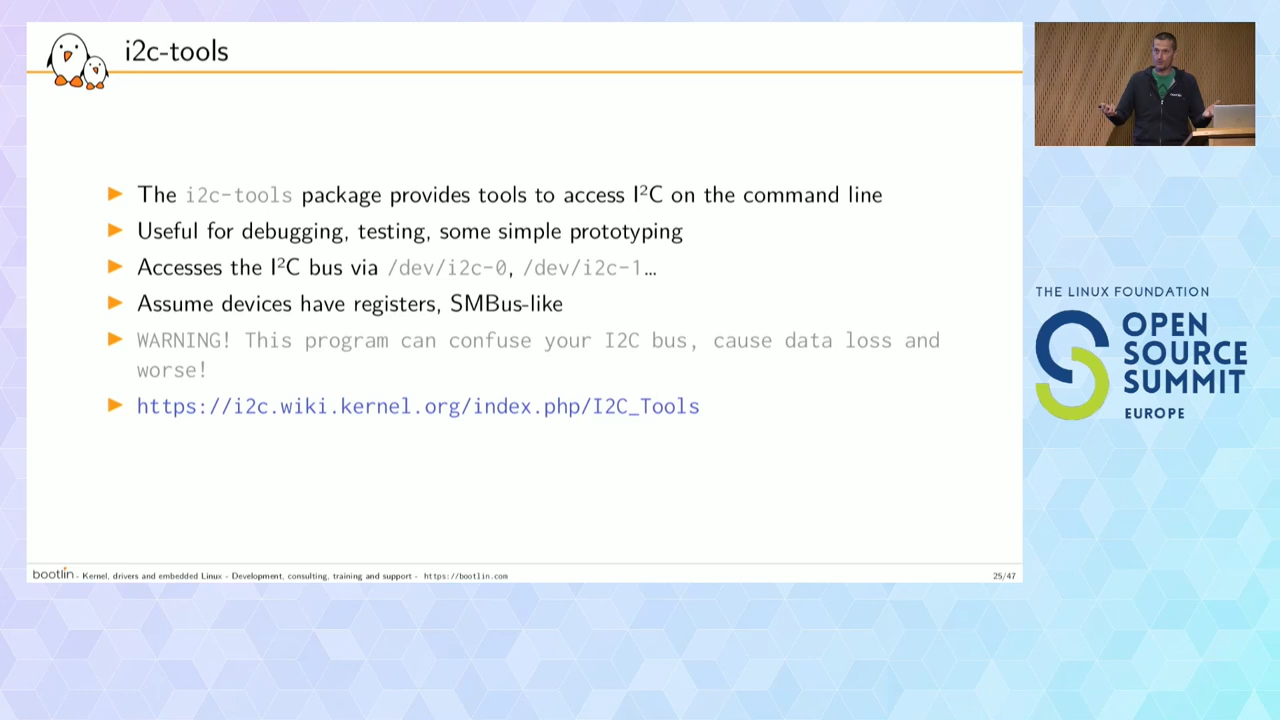 i2c-tools
The i2c-tools package provides tools to access I²C on the command line
Useful for debugging, testing, some simple prototyping
Accesses the I²C bus via /dev/i2c-0, /dev/i2c-1…
Assume devices have registers, SMBus-like
WARNING! This program can confuse your I2C bus, cause data loss and
worse!
https://i2c.wiki.kernel.org/index.php/I2C_Tools
bootlin - Kernel, drivers and embedded Linux - Development, consulting, training and support - https://bootlin.com
25/47
THE LINUX FOUNDATION
OPEN
SOURCE
SUMMIT
EUROPE